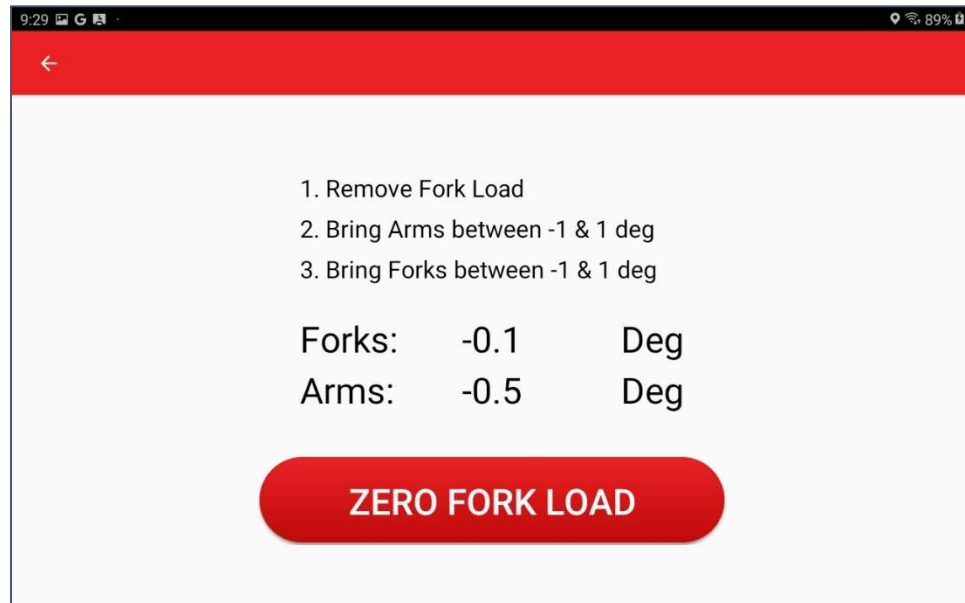 9:29 G
89%
1. Remove Fork Load
2. Bring Arms between -1 & 1 deg
3. Bring Forks between -1 & 1 deg
Forks: -0.1 Deg
Arms: -0.5 Deg
ZERO FORK LOAD